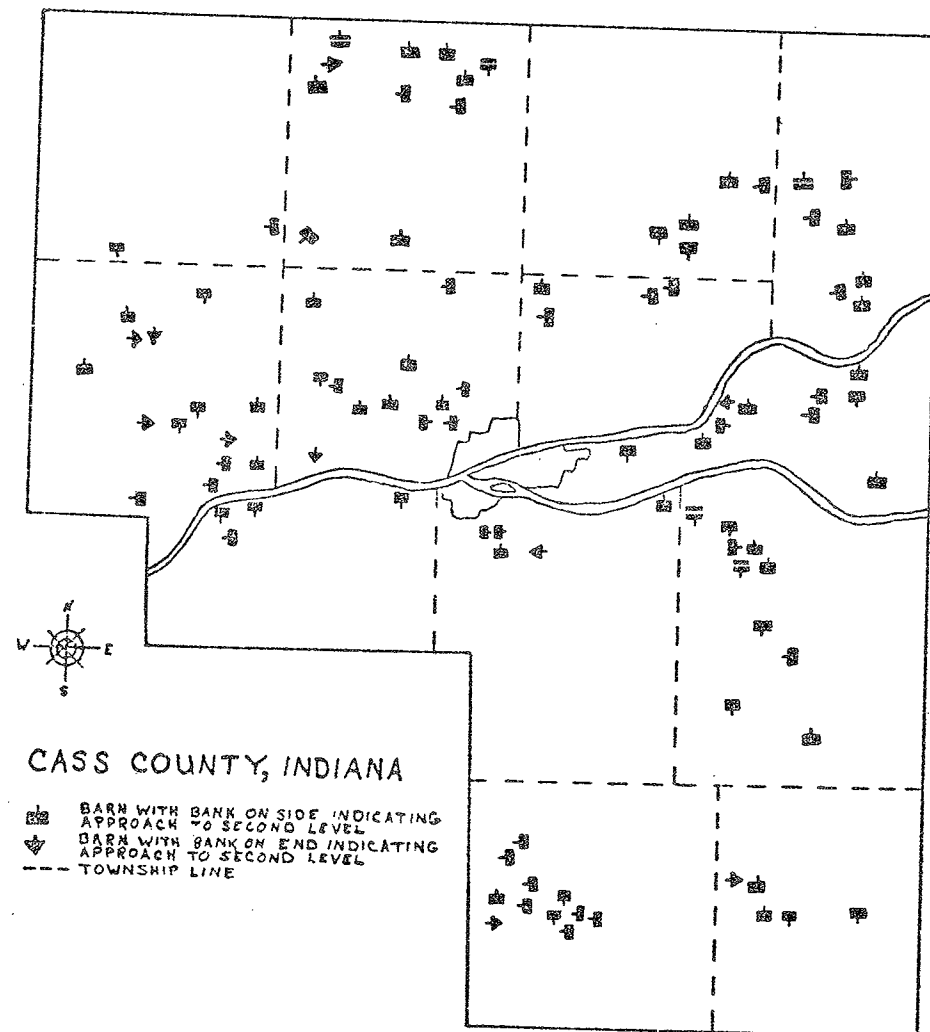 N
W E
S
CASS COUNTY, INDIANA
BARN WITH BANK ON SIDE INDICATING
APPROACH TO SECOND LEVEL
BARN WITH BANK ON END INDICATING
APPROACH TO SECOND LEVEL
TOWNSHIP LINE